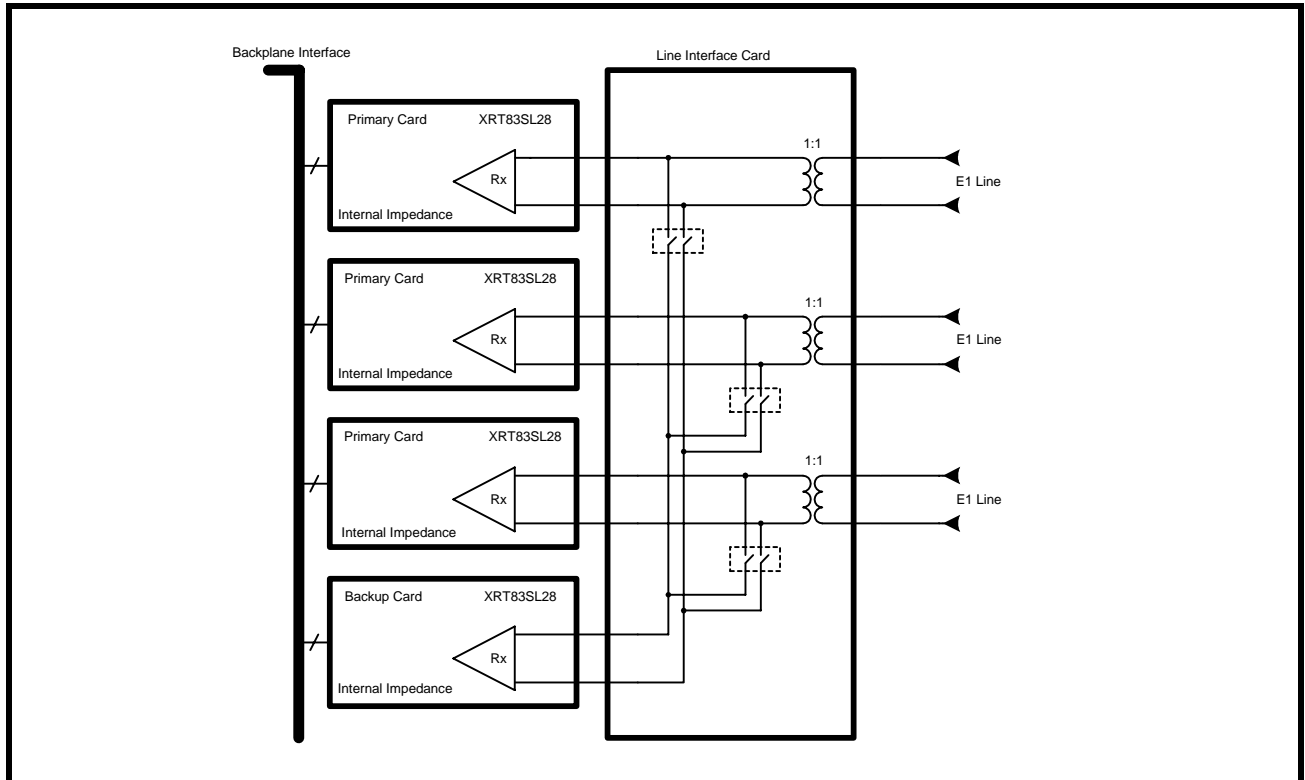 Backplane Interface
Line Interface Card
Primary Card XRT83SL28
Rx
Internal Impedance
1:1
E1 Line
Primary Card XRT83SL28
Rx
Internal Impedance
1:1
E1 Line
Primary Card XRT83SL28
Rx
Internal Impedance
1:1
E1 Line
Backup Card XRT83SL28
Rx
Internal Impedance